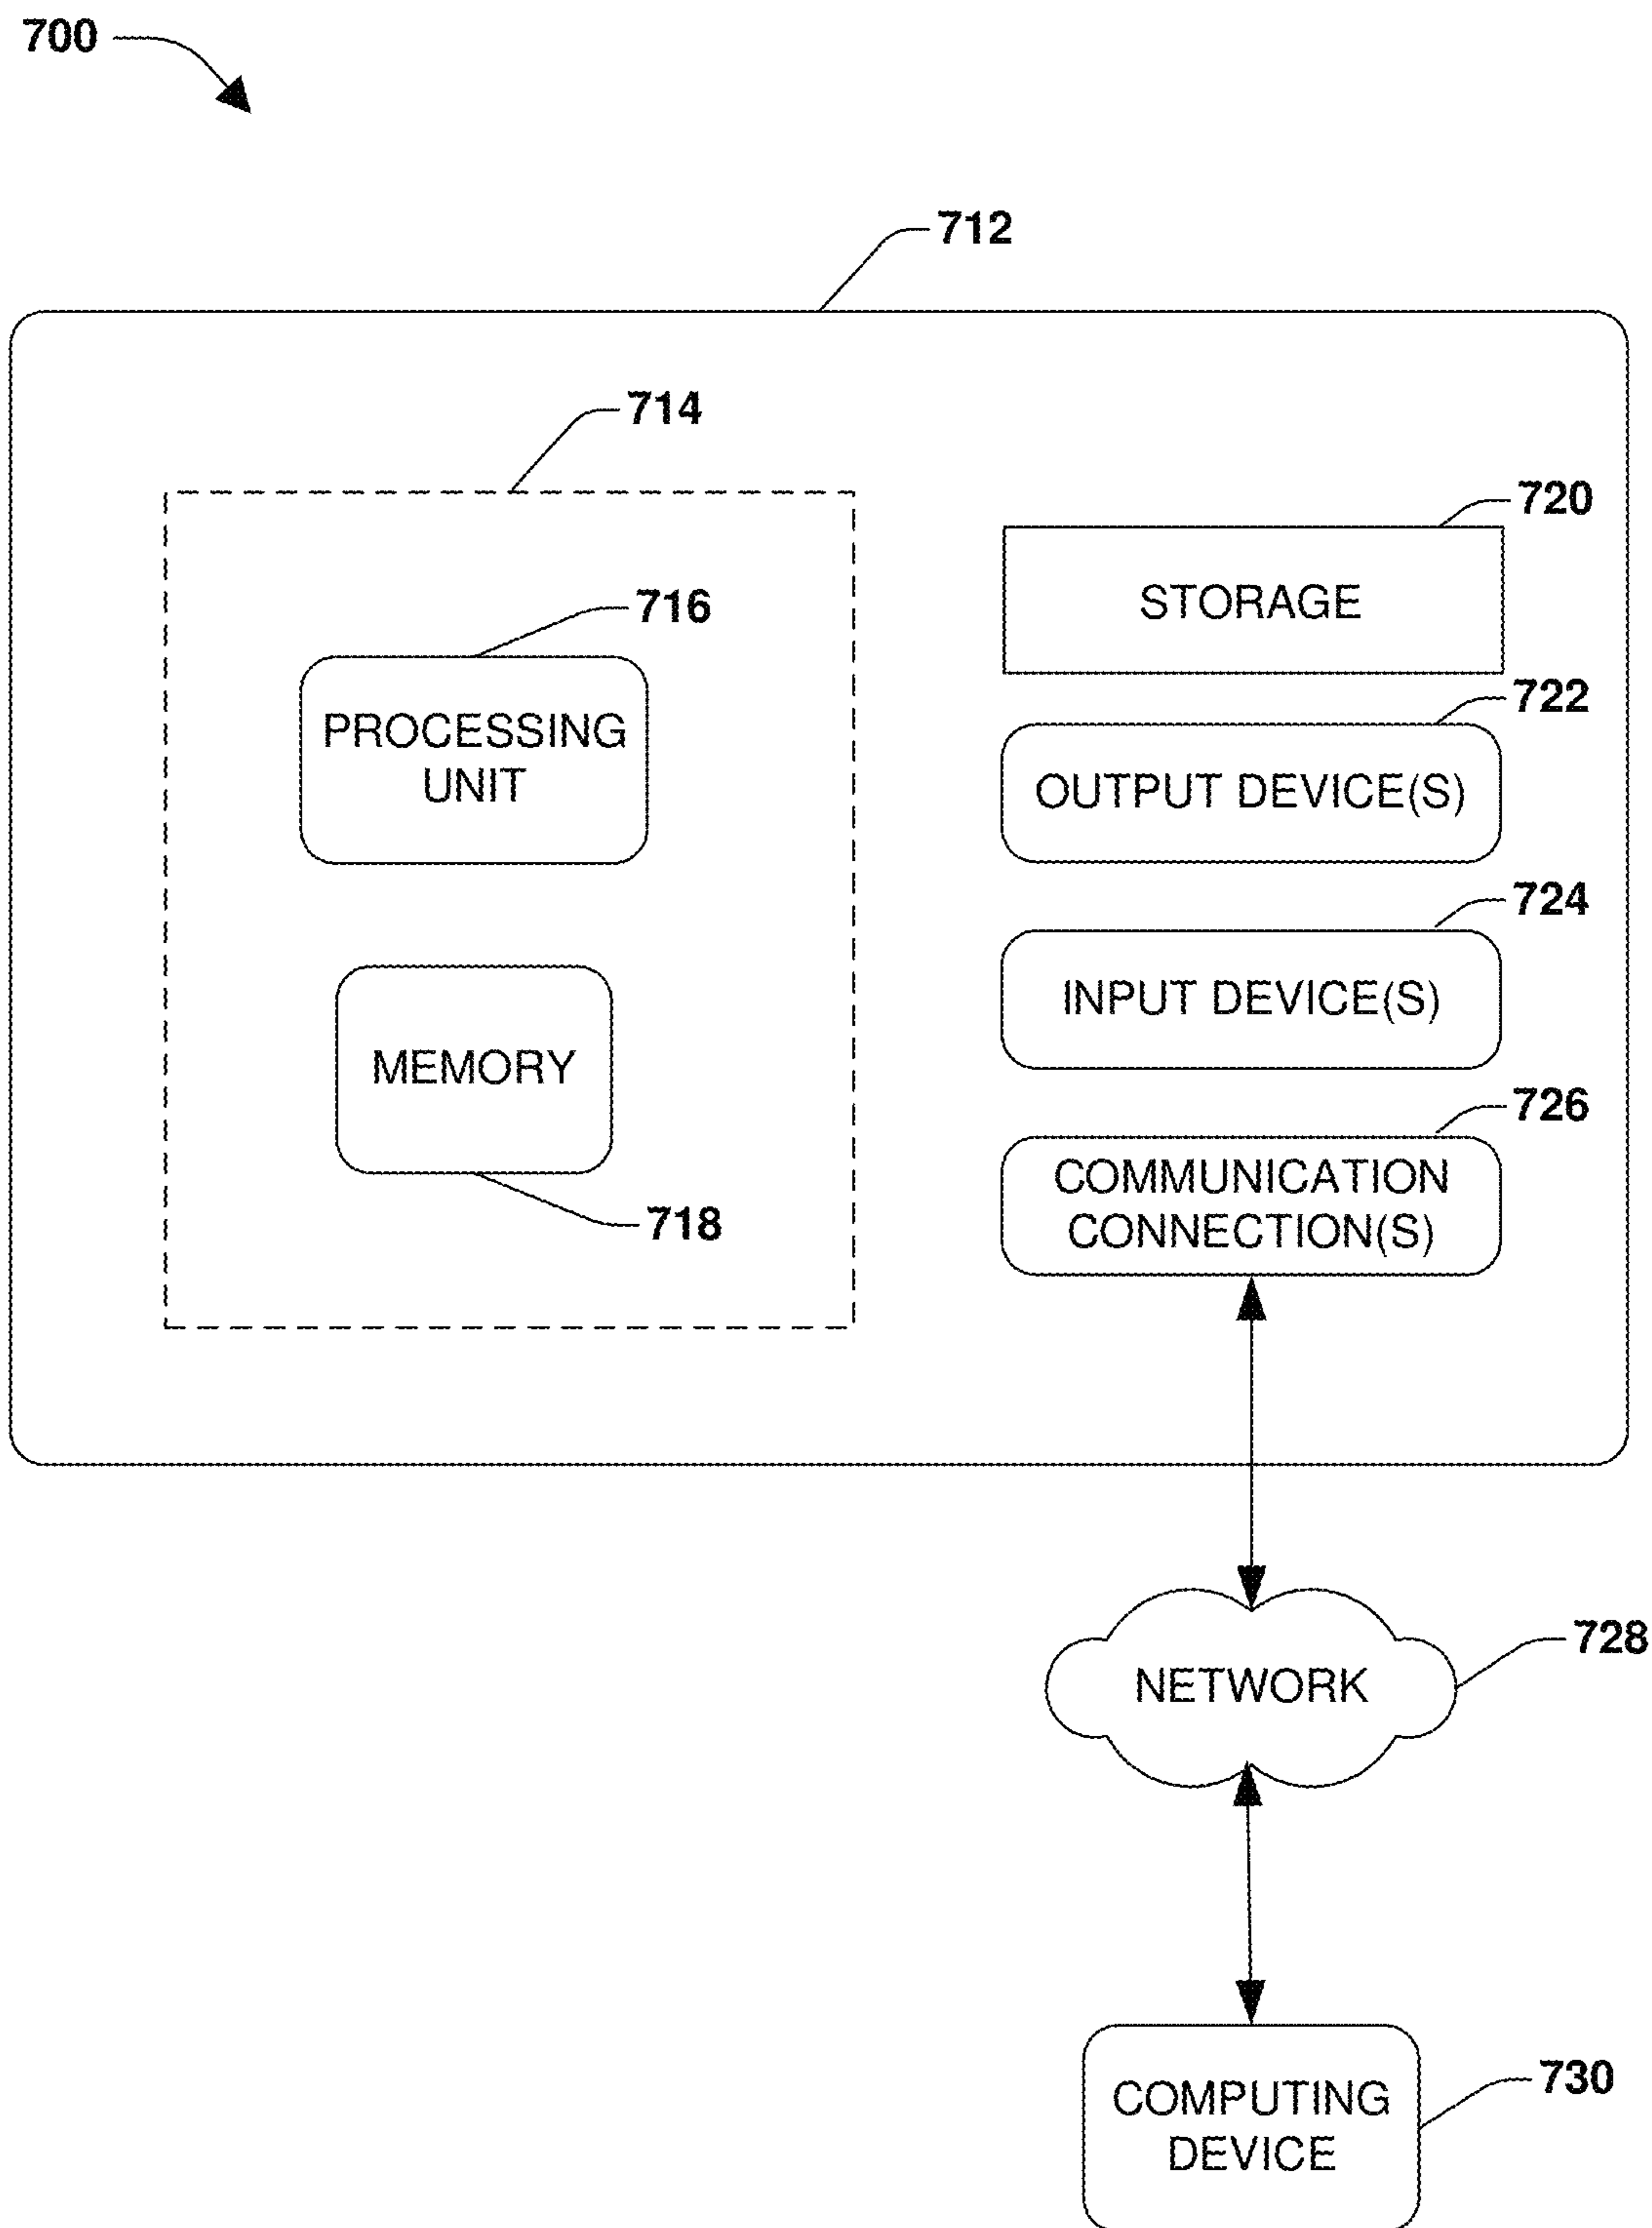 700
712
714
720
STORAGE
716
722
PROCESSING
UNIT
OUTPUT DEVICE(S)
724
INPUT DEVICE(S)
MEMORY
726
COMMUNICATION
CONNECTION(S)
718
728
NETWORK
730
COMPUTING
DEVICE